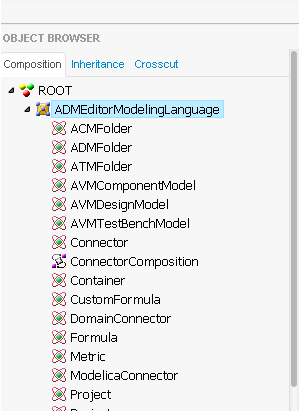 OBJECT BROWSER
Composition Inheritance Crosscut
ROOT
ADMEditorModelingLanguage
ACMFolder
ADMFolder
ATMFolder
AVMComponentModel
AVMDesignModel
AVMTestBenchModel
Connector
ConnectorComposition
Container
CustomFormula
DomainConnector
Formula
Metric
ModelicaConnector
Project